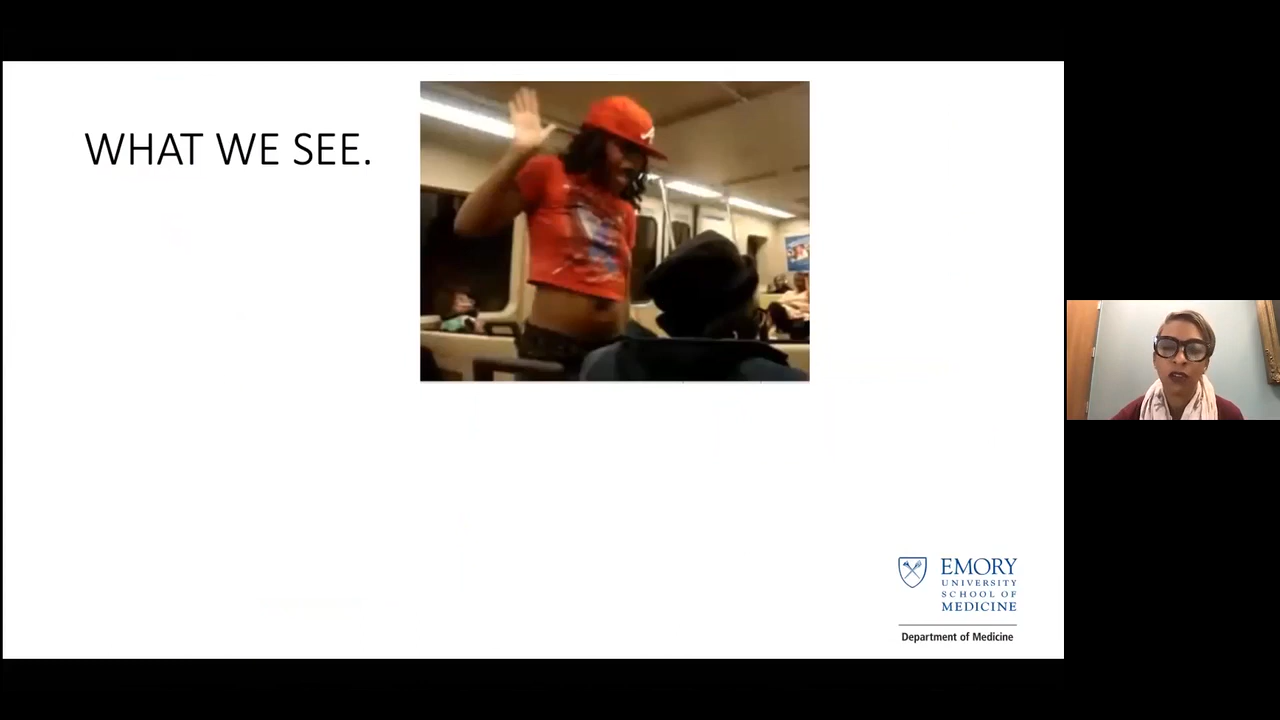 WHAT WE SEE.
A
EMORY
UNIVERSITY
SCHOOL OF
MEDICINE
Department of Medicine